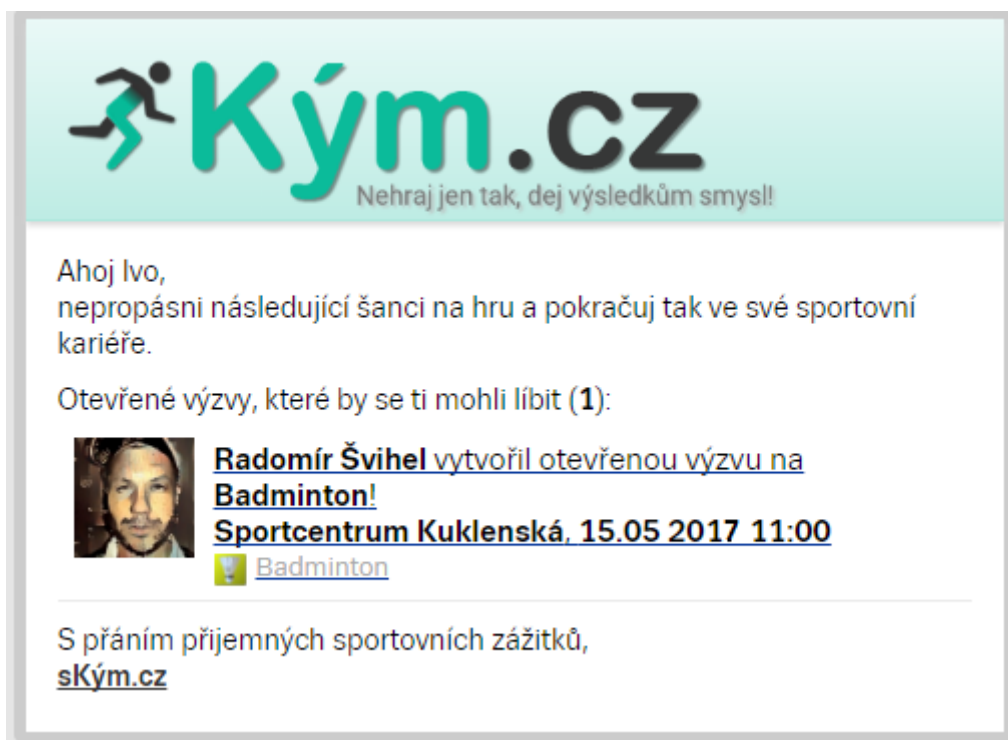 Kým.cz
Nehraj jen tak, dej výsledkům smysl!
Ahoj Ivo,
nepropásni následující šanci na hru a pokračuj tak ve své sportovní
kariéře.
Otevřené výzvy, které by se ti mohli líbit (1):
Radomír Švihel vytvořil otevřenou výzvu na
Badminton!
Sportcentrum Kuklenská, 15.05 2017 11:00
Badminton
S přáním přijemných sportovních zážitků,
sKým.cz